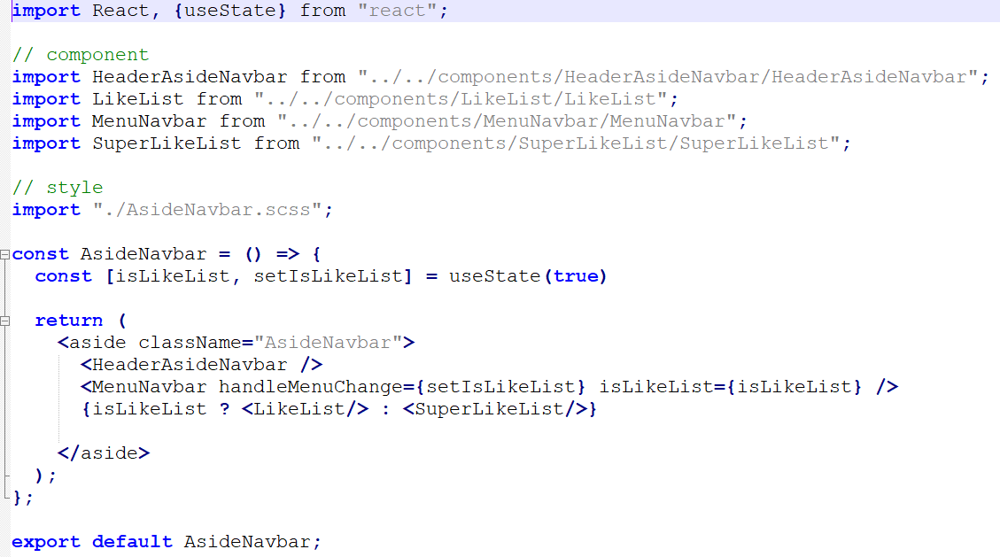 import React, {useState} from "react";

// component
import HeaderAsideNavbar from "../../components/HeaderAsideNavbar/HeaderAsideNavbar";
import LikeList from "../../components/LikeList/LikeList";
import MenuNavbar from "../../components/MenuNavbar/MenuNavbar";
import SuperLikeList from "../../components/SuperLikeList/SuperLikeList";

// style
import "./AsideNavbar.scss";

const AsideNavbar = () => {
  const [isLikeList, setIsLikeList] = useState(true)

  return (
    <aside className="AsideNavbar">
      <HeaderAsideNavbar />
      <MenuNavbar handleMenuChange={setIsLikeList} isLikeList={isLikeList} />
      {isLikeList ? <LikeList/> : <SuperLikeList/>}

    </aside>
  );
};

export default AsideNavbar;